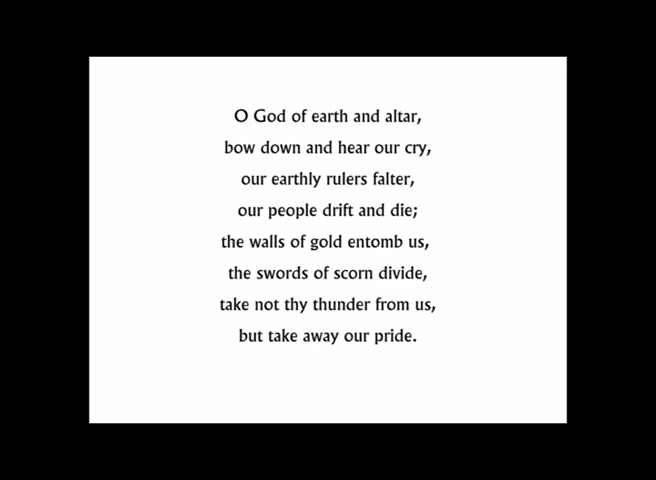 O God of earth and altar,
bow down and hear our cry,
our earthly rulers falter,
our people drift and die;
the walls of gold entomb us,
the swords of scorn divide,
take not thy thunder from us,
but take away our pride.